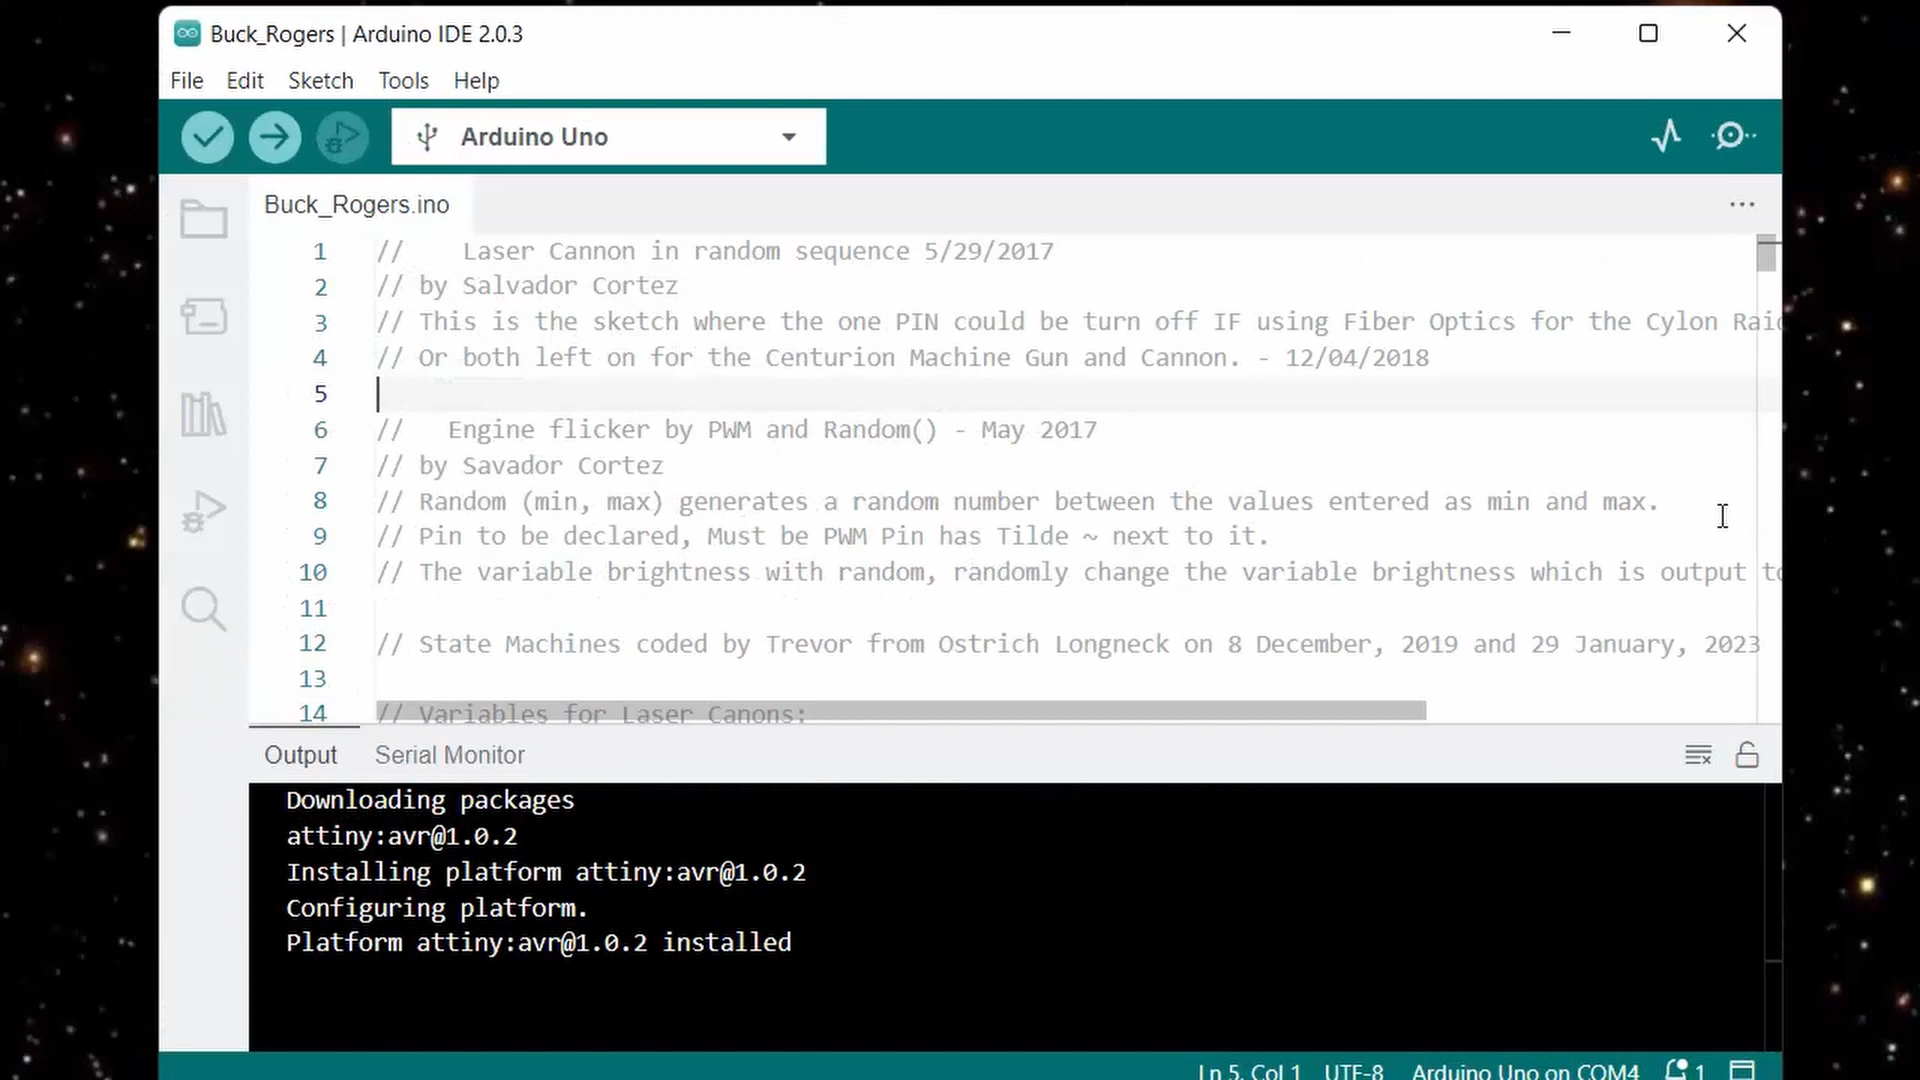 Buck_Rogers | Arduino IDE 2.0.3
File Edit Sketch Tools Help
Arduino Uno
Buck_Rogers.ino
1 // Laser Cannon in random sequence 5/29/2017
2 // by Salvador Cortez
3 // This is the sketch where the one PIN could be turn off IF using Fiber Optics for the Cylon
4 // Or both left on for the Centurion Machine Gun and Cannon. - 12/04/2018
5
6 // Engine flicker by PWM and Random() - May 2017
7 // by Savador Cortez
8 // Random (min, max) generates a random number between the values entered as min and max.
9 // Pin to be declared, Must be PWM Pin has Tilde ~ next to it.
10 // The variable brightness with random, randomly change the variable brightness which is output
11
12 // State Machines coded by Trevor from Ostrich Longneck on 8 December, 2019 and 29 January, 2023
13
14 // Variables for Laser Canons:
Output Serial Monitor
Downloading packages
attiny:avr@1.0.2
Installing platform attiny:avr@1.0.2
Configuring platform.
Platform attiny:avr@1.0.2 installed
Ln 5, Col 1 UTF-8 Arduino Uno on COM4 1